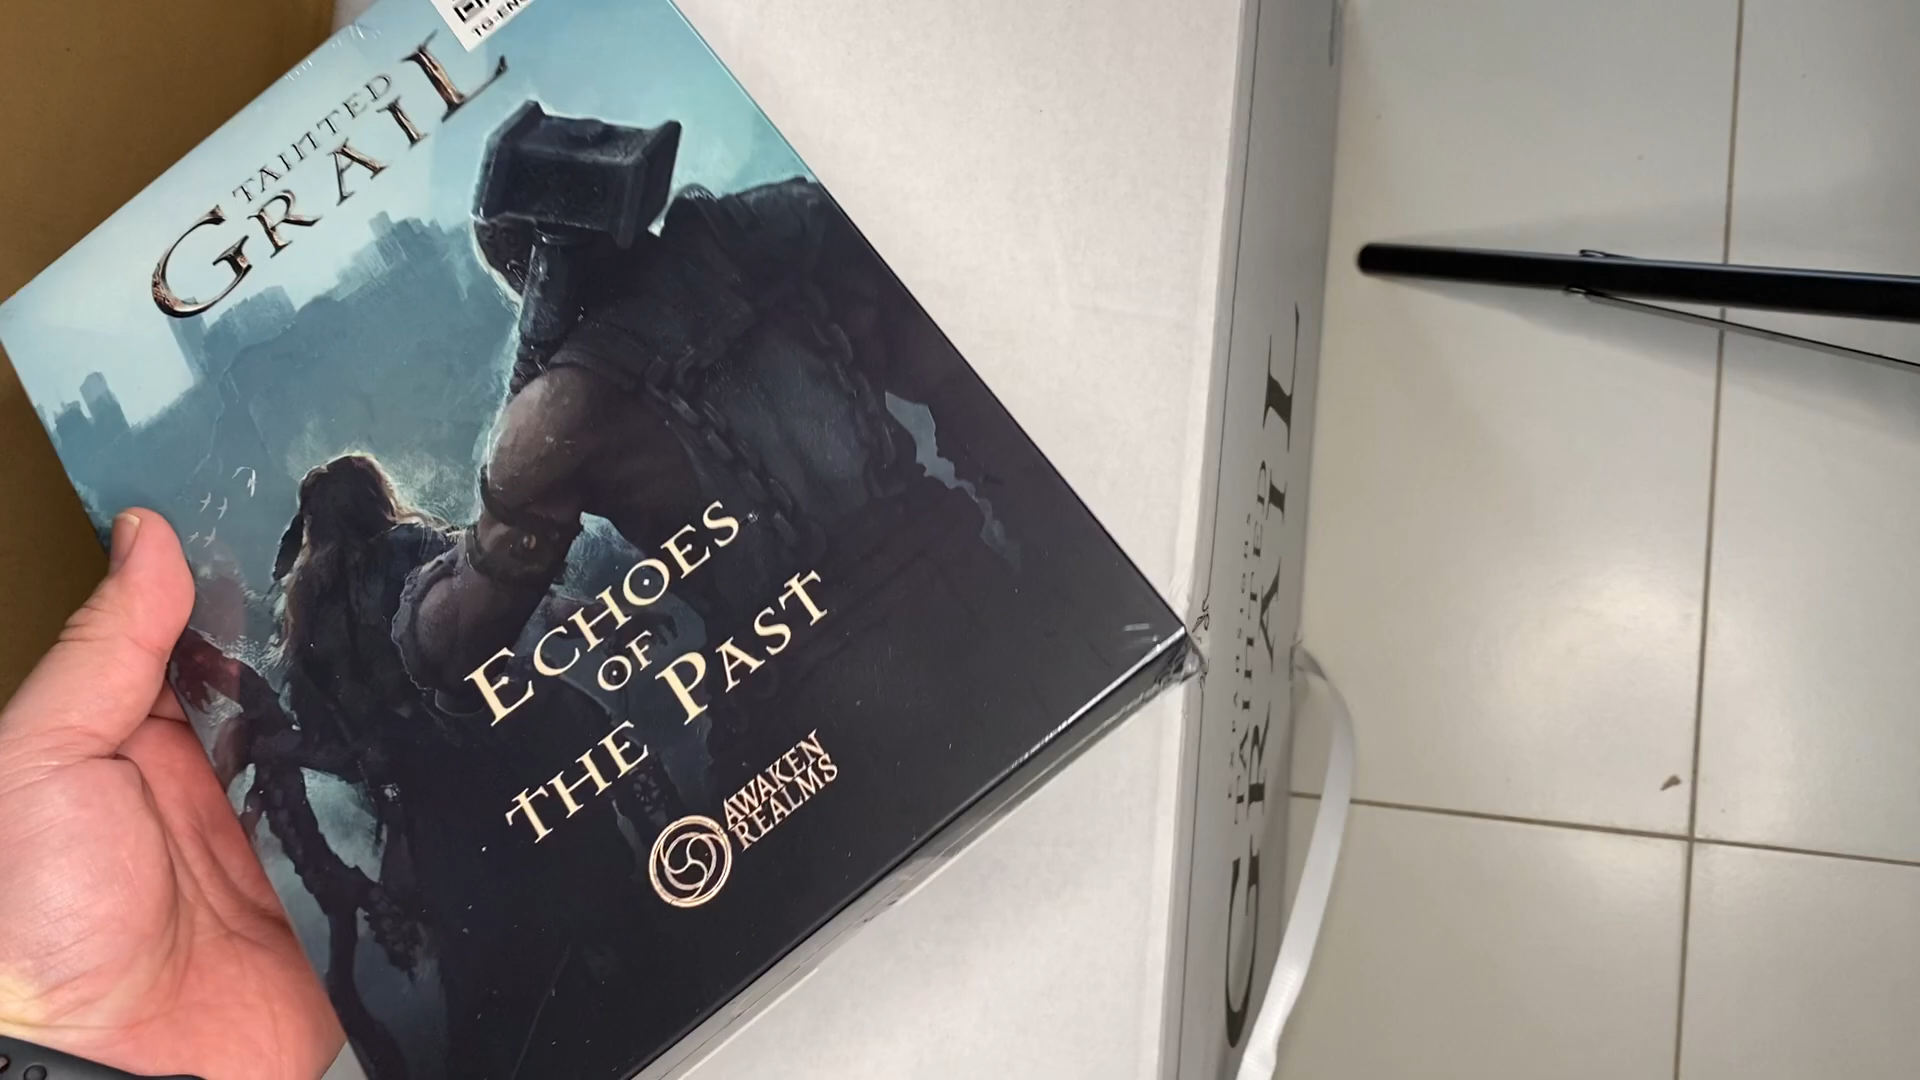 TAINTED
GRAIL
ECHOES
OF
THE PAST
AWAKEN
REALMS
TAINTED
GRAIL